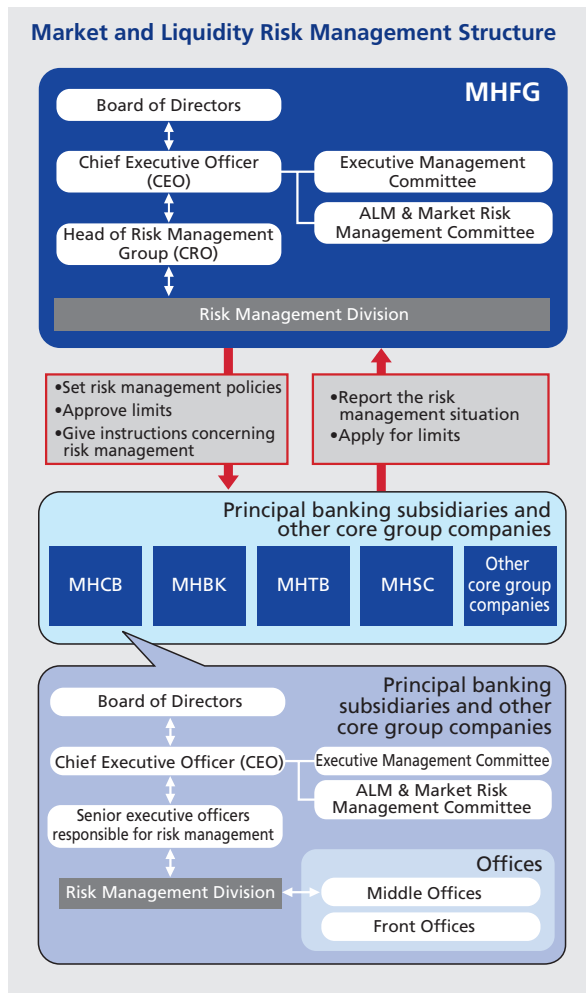 Market and Liquidity Risk Management Structure
MHFG
Board of Directors
Chief Executive Officer
(CEO)
Executive Management
Committee
ALM & Market Risk
Management Committee
Head of Risk Management
Group (CRO)
Risk Management Division
•Set risk management policies
•Approve limits
•Give instructions concerning
risk management
•Report the risk
management situation
•Apply for limits
Principal banking subsidiaries and
other core group companies
MHCB
MHBK
MHTB
MHSC
Other
core group
companies
Principal banking
subsidiaries and other
core group companies
Board of Directors
Chief Executive Officer (CEO)
Executive Management Committee
ALM & Market Risk
Management Committee
Senior executive officers
responsible for risk management
Risk Management Division
Offices
Middle Offices
Front Offices